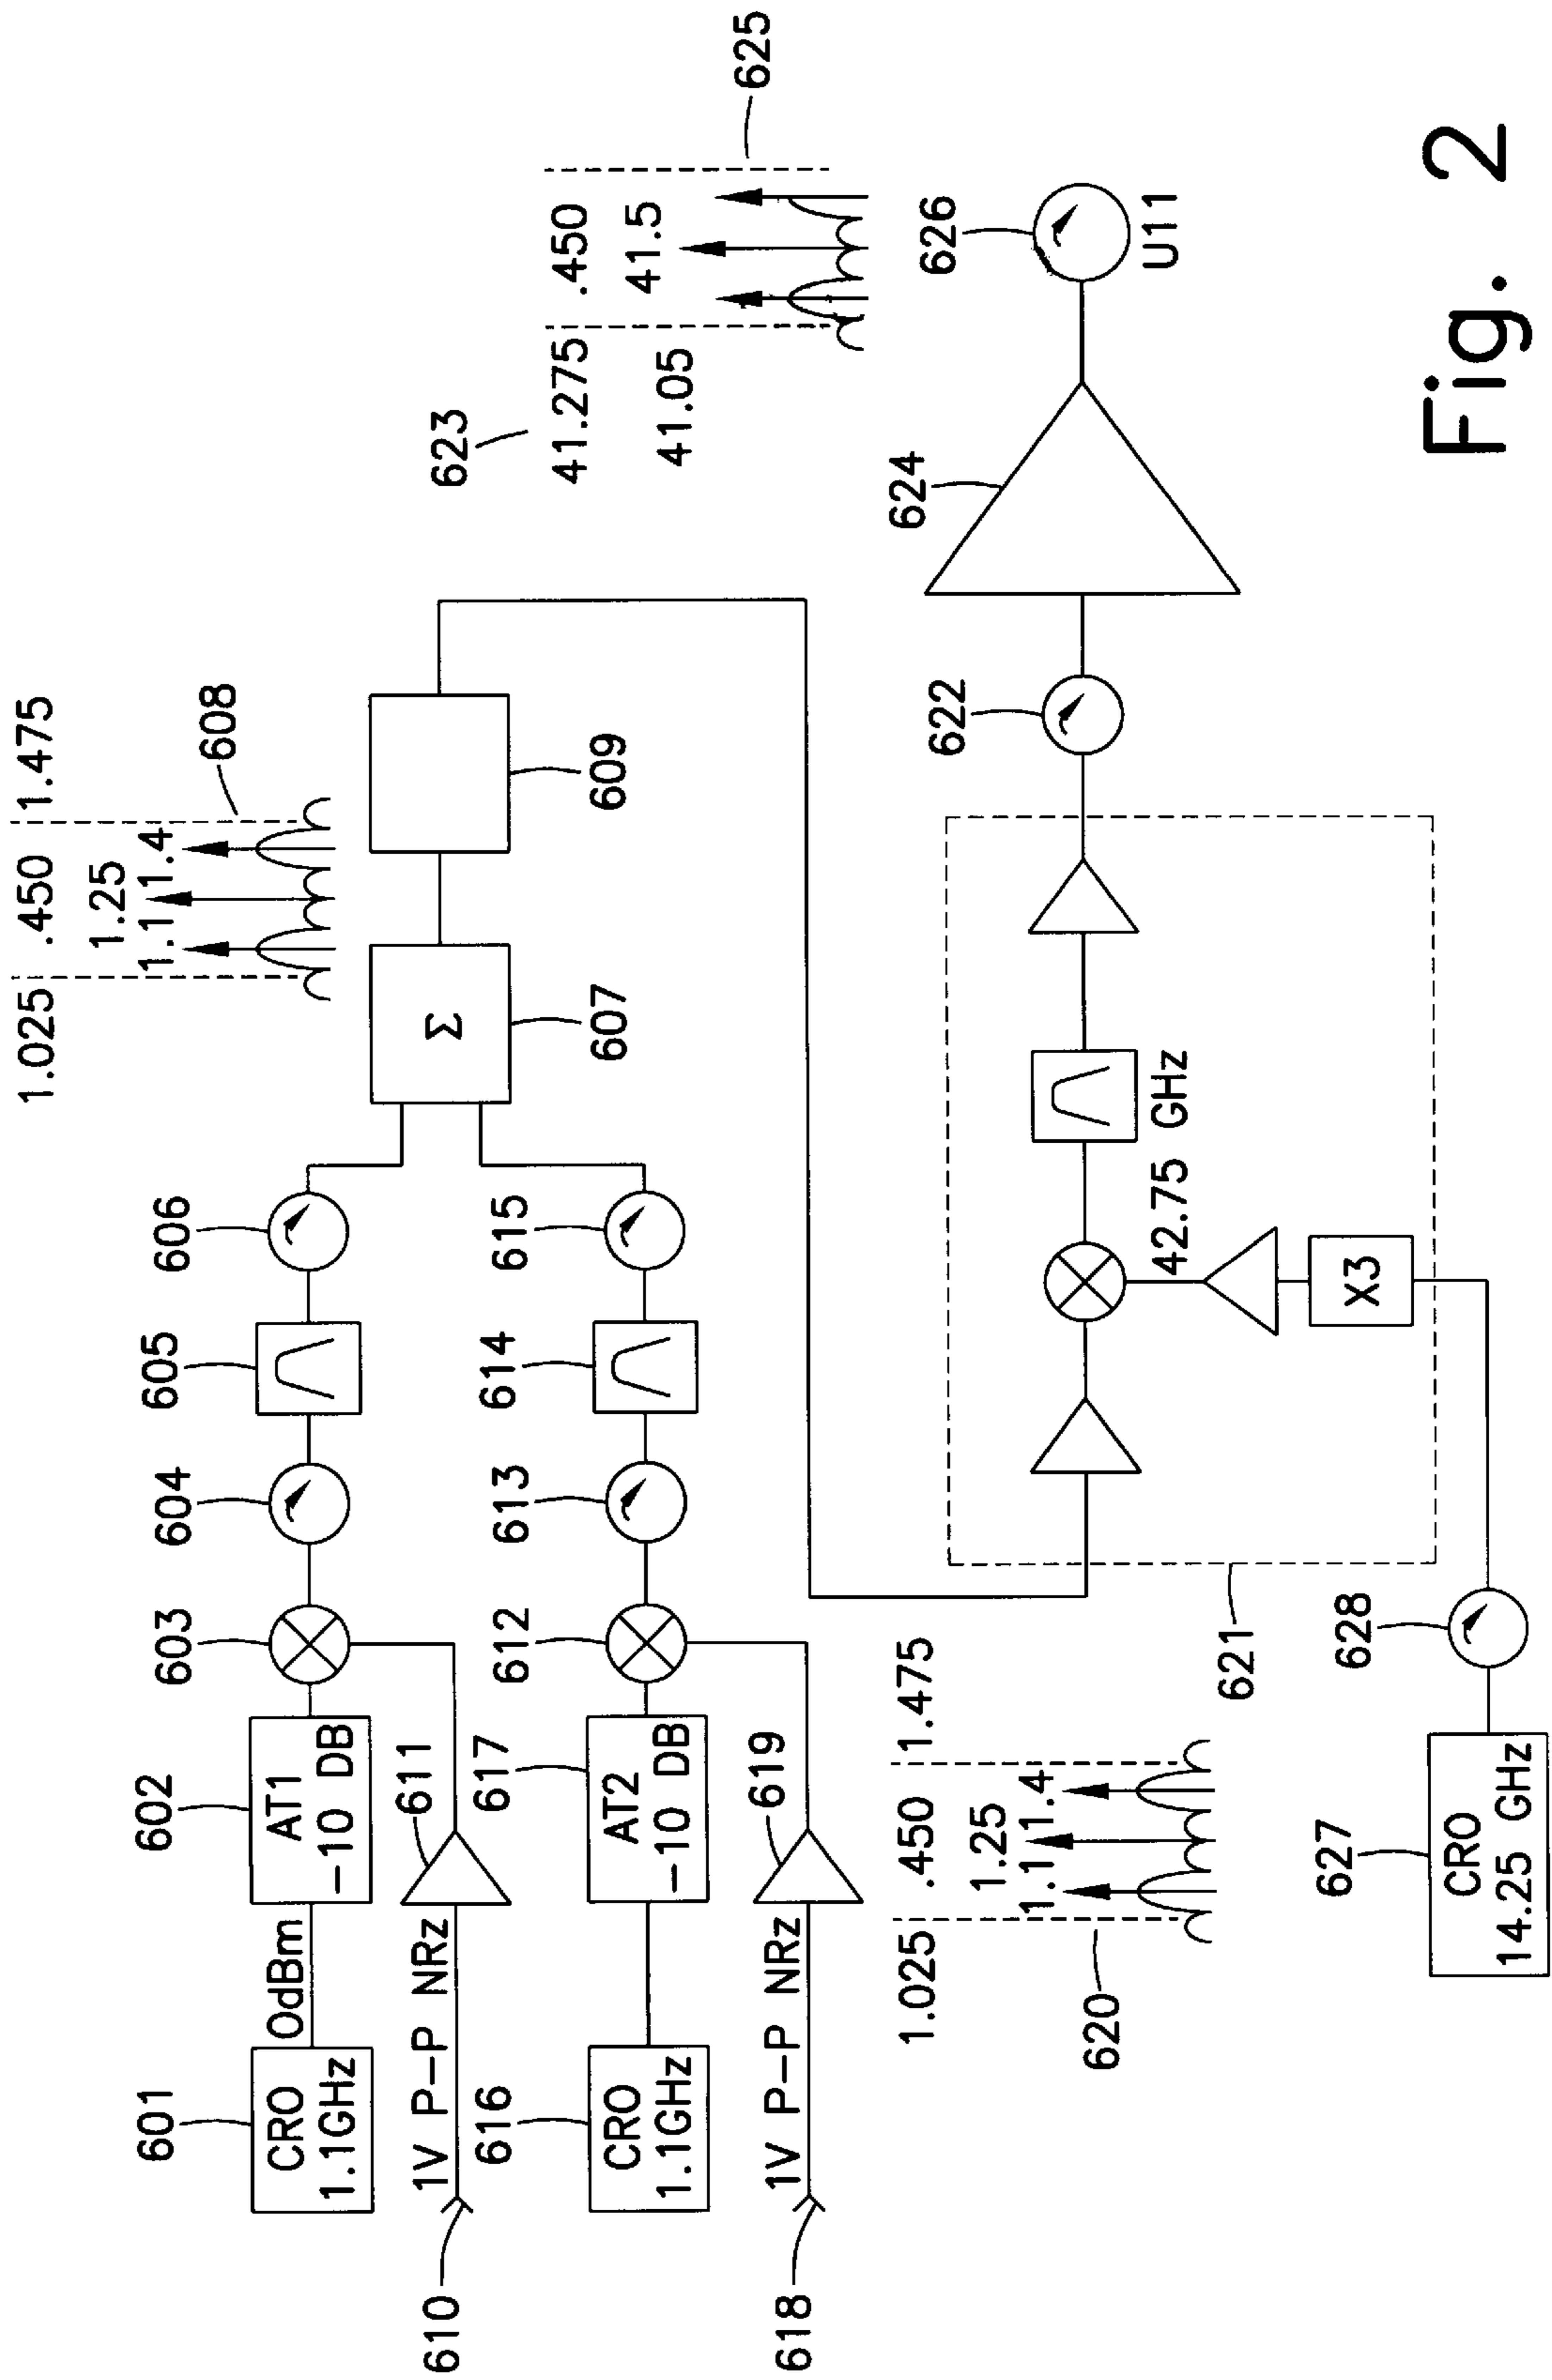 601
CRO
1.1GHz
0dBm
602
AT1
-10 DB
603
604
605
606
607
Σ
608
1.025
.450
1.475
1.25
1.1
1.4
609
610
1V P-P NRz
611
616
CRO
1.1GHz
617
AT2
-10 DB
612
613
614
615
618
1V P-P NRz
619
620
1.025
.450
1.475
1.25
1.1
1.4
621
42.75 GHz
X3
622
623
41.275
.450
41.05
41.5
624
625
626
U11
627
CRO
14.25 GHz
628
Fig. 2